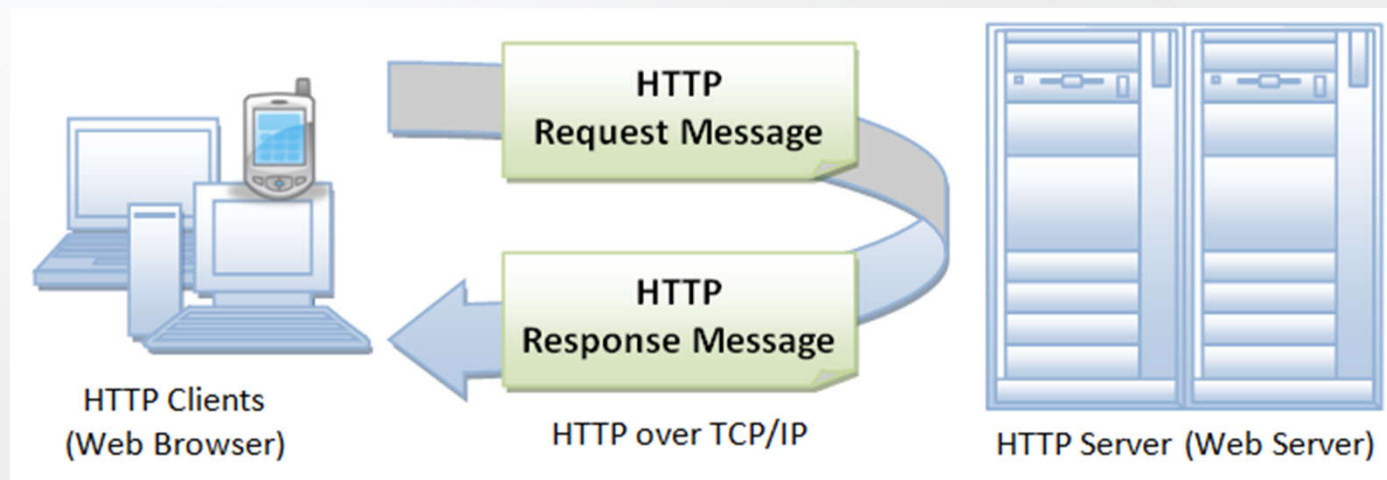 HTTP
Request Message
HTTP
Response Message
HTTP Clients
(Web Browser)
HTTP over TCP/IP
HTTP Server (Web Server)